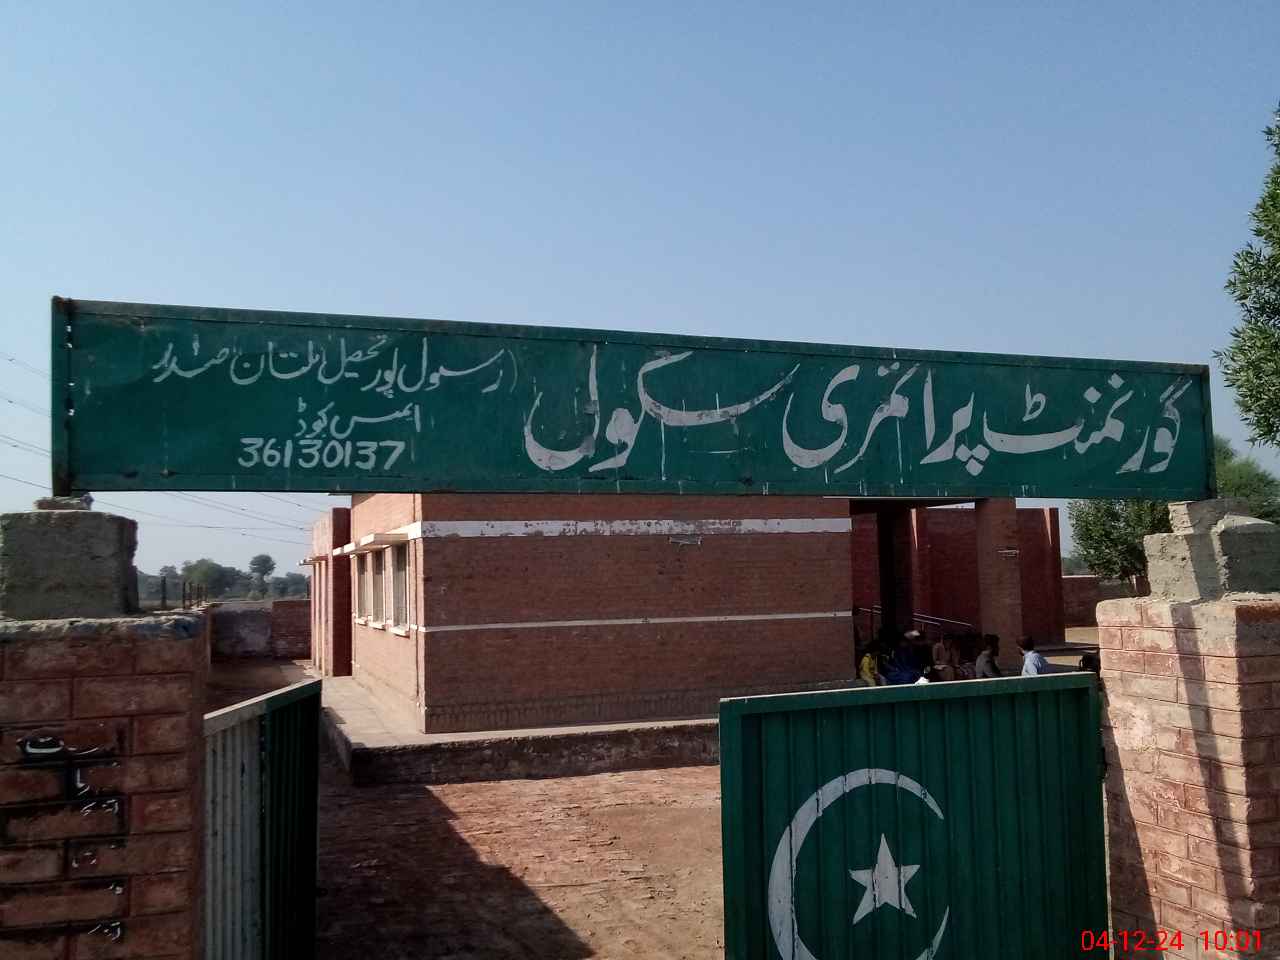 گورنمنٹ پرائمری سکول
رسول پور تحصیل ملتان صدر
ایمس کوڈ
36130137
04-12-24 10:01